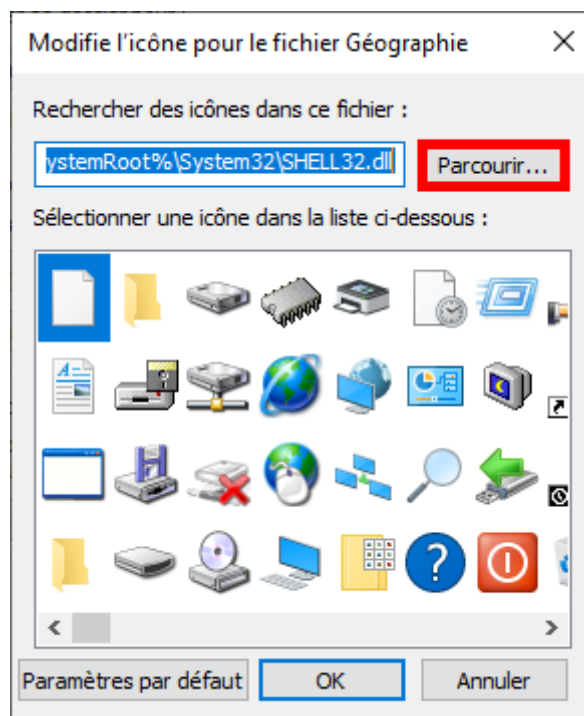 Modifie l'icône pour le fichier Géographie
Rechercher des icônes dans ce fichier :
ystemRoot%\System32\SHELL32.dll
Parcourir...
Sélectionner une icône dans la liste ci-dessous :
Paramètres par défaut
OK
Annuler